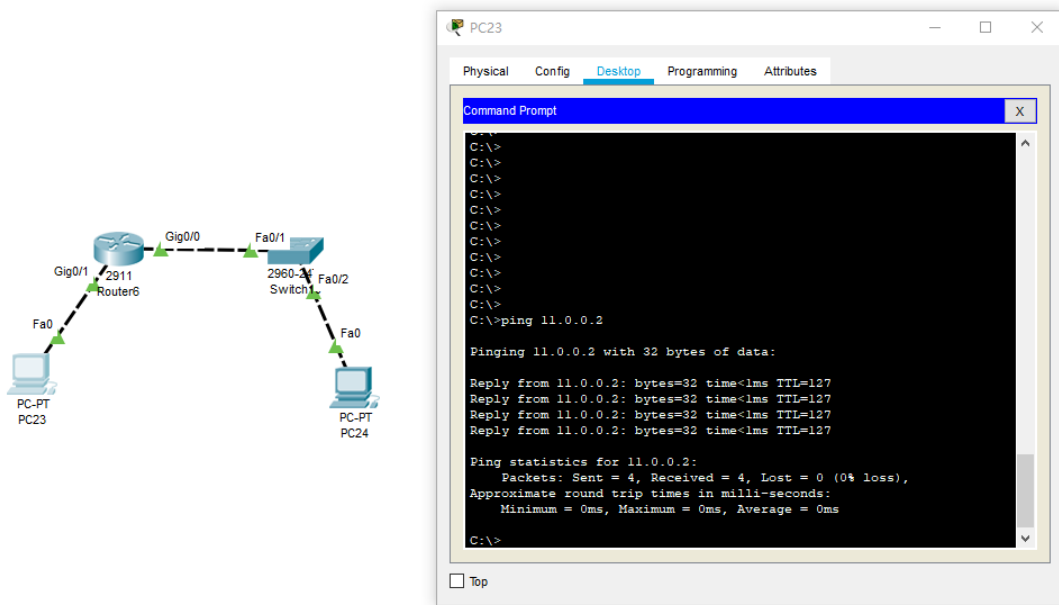 PC23
Physical Config Desktop Programming Attributes
Command Prompt
X
C:\>
C:\>
C:\>
C:\>
C:\>
C:\>
C:\>
C:\>
C:\>
C:\>
C:\>
C:\>ping 11.0.0.2
Pinging 11.0.0.2 with 32 bytes of data:
Reply from 11.0.0.2: bytes=32 time<1ms TTL=127
Reply from 11.0.0.2: bytes=32 time<1ms TTL=127
Reply from 11.0.0.2: bytes=32 time<1ms TTL=127
Reply from 11.0.0.2: bytes=32 time<1ms TTL=127
Ping statistics for 11.0.0.2:
Packets: Sent = 4, Received = 4, Lost = 0 (0% loss),
Approximate round trip times in milli-seconds:
Minimum = 0ms, Maximum = 0ms, Average = 0ms
C:\>
Top
Gig0/0
Fa0/1
Gig0/1
2911
Router6
2960-24
Switch1
Fa0/2
Fa0
Fa0
PC-PT
PC23
PC-PT
PC24